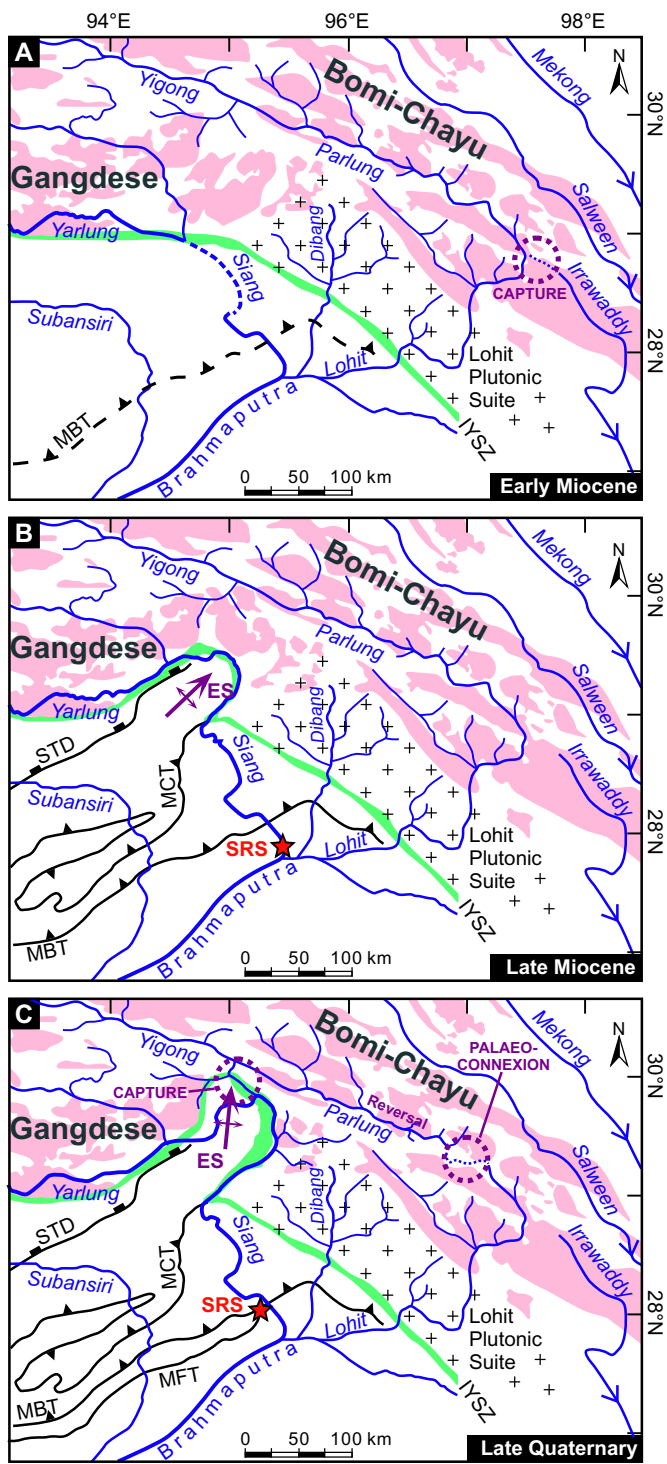 94°E 96°E 98°E
A
N
Mekong
Yigong
Bomi-Chayu
30°N
Parlung
Gangdese
Salween
Yarlung
Dibang
Siang
Irrawaddy
CAPTURE
Subansiri
28°N
Lohit
Plutonic
Suite
Lohit
MBT
IYSZ
Brahmaputra
0 50 100 km
Early Miocene
B
N
Mekong
Yigong
Bomi-Chayu
30°N
Parlung
Gangdese
ES
Salween
Yarlung
Dibang
STD
Siang
Irrawaddy
MCT
Subansiri
28°N
SRS
Lohit
Lohit
Plutonic
Suite
MBT
IYSZ
Brahmaputra
0 50 100 km
Late Miocene
C
N
Mekong
Yigong
Bomi-Chayu
PALAEO-
CONNEXION
30°N
CAPTURE
Reversal
Parlung
Gangdese
ES
Salween
Yarlung
Dibang
STD
Siang
Irrawaddy
MCT
Subansiri
SRS
28°N
Lohit
Lohit
Plutonic
Suite
MFT
MBT
IYSZ
Brahmaputra
0 50 100 km
Late Quaternary